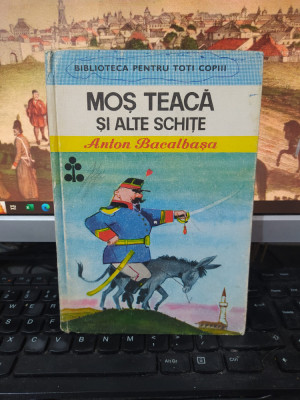 BIBLIOTECA PENTRU TOȚI COPIII
MOȘ TEACĂ
ȘI ALTE SCHIȚE
Anton Bacalbașa